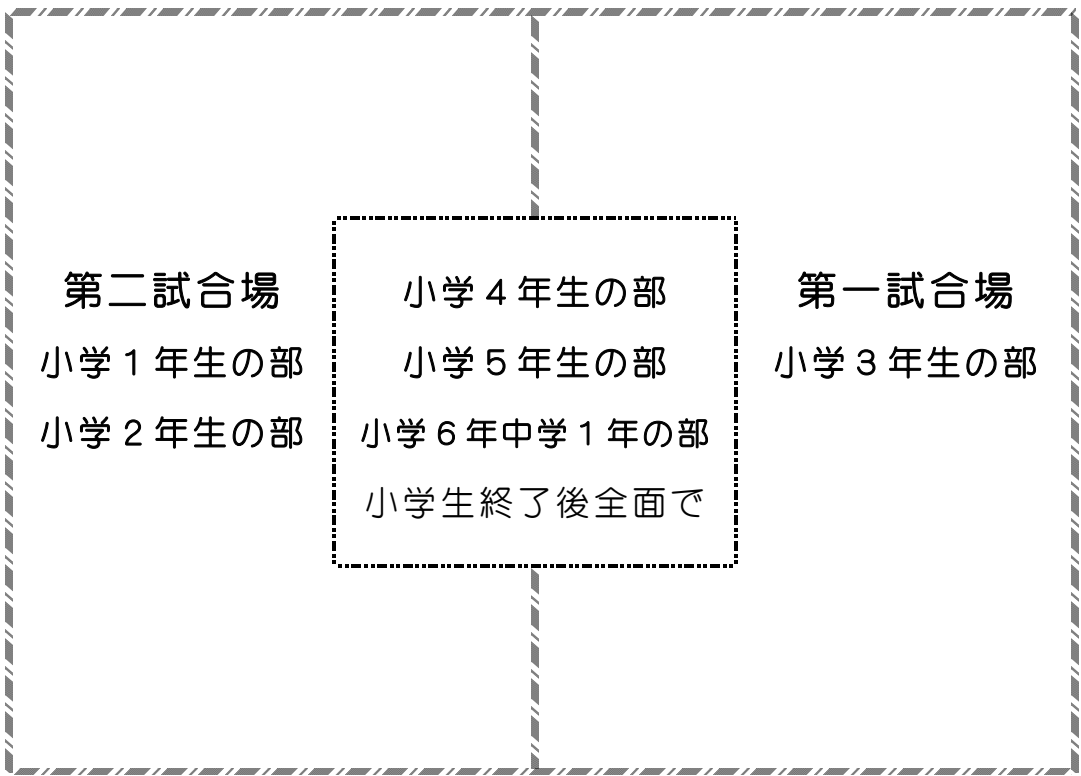 第二試合場
小学１年生の部
小学２年生の部
小学４年生の部
小学５年生の部
小学６年中学１年の部
小学生終了後全面で
第一試合場
小学３年生の部